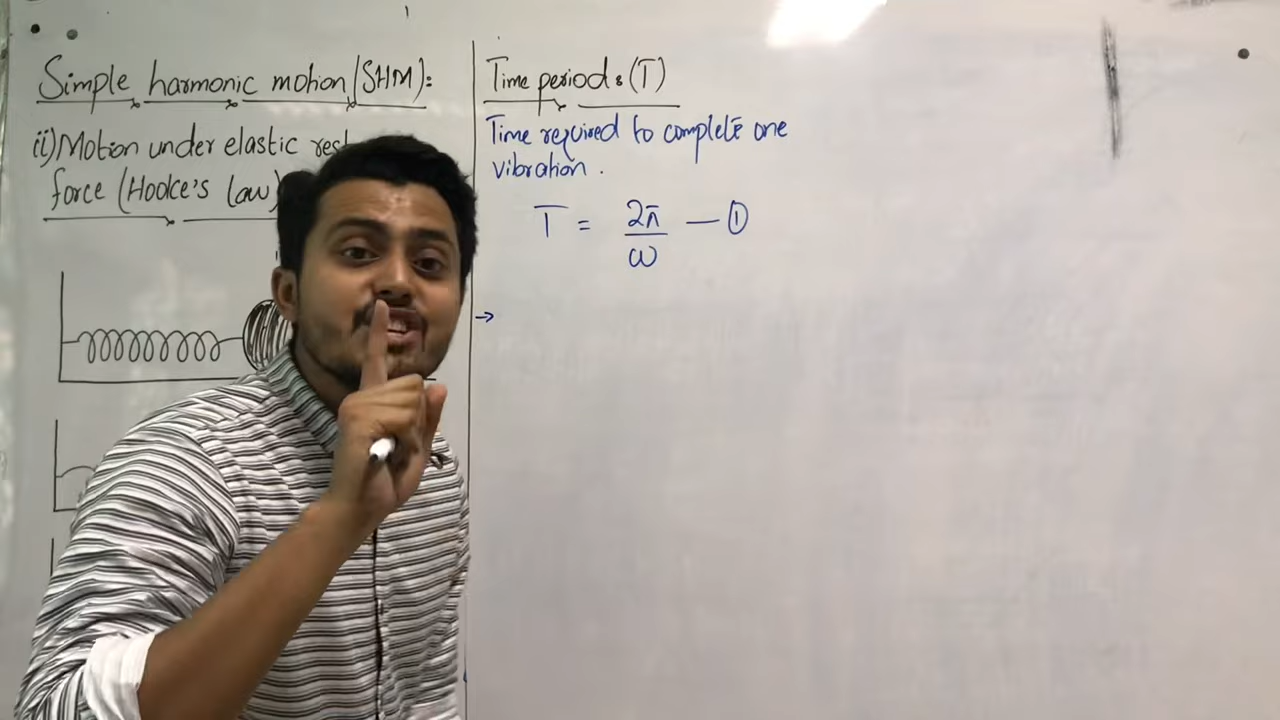 Simple harmonic motion (SHM):
ii) Motion under elastic
force (Hooke's law)
Time period : (T)
Time required to complete one
vibration.
T = 2π/ω — ①
→